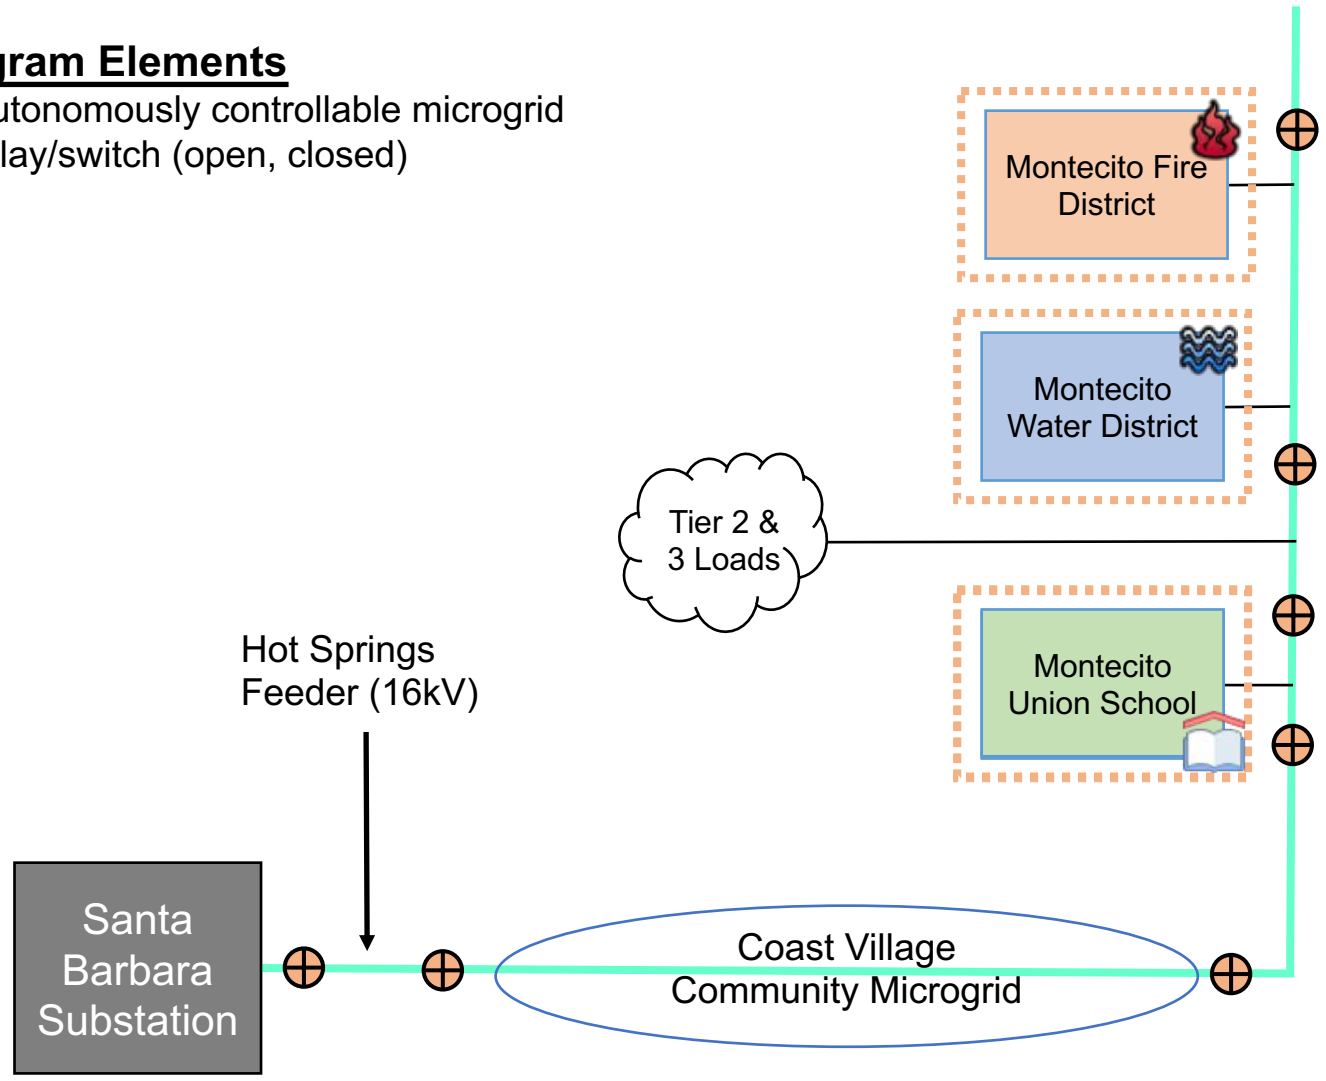 gram Elements
utonomously controllable microgrid
lay/switch (open, closed)
Montecito Fire
District
Montecito
Water District
Tier 2 &
3 Loads
Montecito
Union School
Hot Springs
Feeder (16kV)
Santa
Barbara
Substation
Coast Village
Community Microgrid